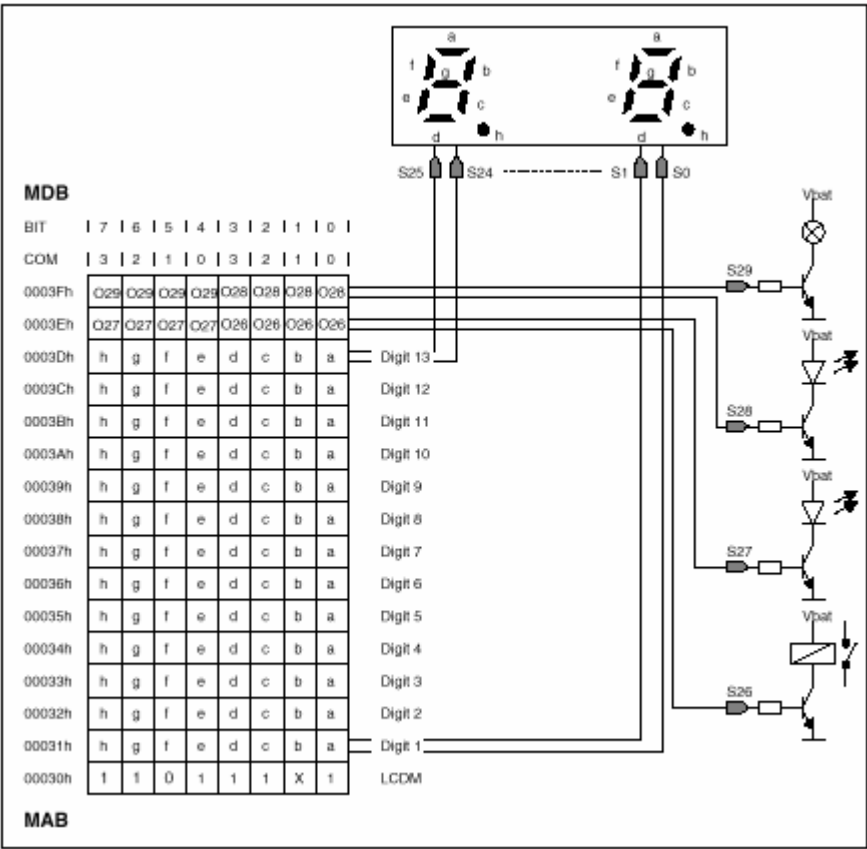 a a
f g b f g b
e c e c
d h d h
S25 S24 S1 S0
MDB
BIT 7 6 5 4 3 2 1 0
COM 3 2 1 0 3 2 1 0
0003Fh O29 O29 O29 O29 O28 O28 O28 O28
0003Eh O27 O27 O27 O27 O26 O26 O26 O26
0003Dh h g f e d c b a Digit 13
0003Ch h g f e d c b a Digit 12
0003Bh h g f e d c b a Digit 11
0003Ah h g f e d c b a Digit 10
00039h h g f e d c b a Digit 9
00038h h g f e d c b a Digit 8
00037h h g f e d c b a Digit 7
00036h h g f e d c b a Digit 6
00035h h g f e d c b a Digit 5
00034h h g f e d c b a Digit 4
00033h h g f e d c b a Digit 3
00032h h g f e d c b a Digit 2
00031h h g f e d c b a Digit 1
00030h 1 1 0 1 1 1 X 1 LCDM
MAB
Vbat
S29
Vbat
S28
Vbat
S27
Vbat
S26